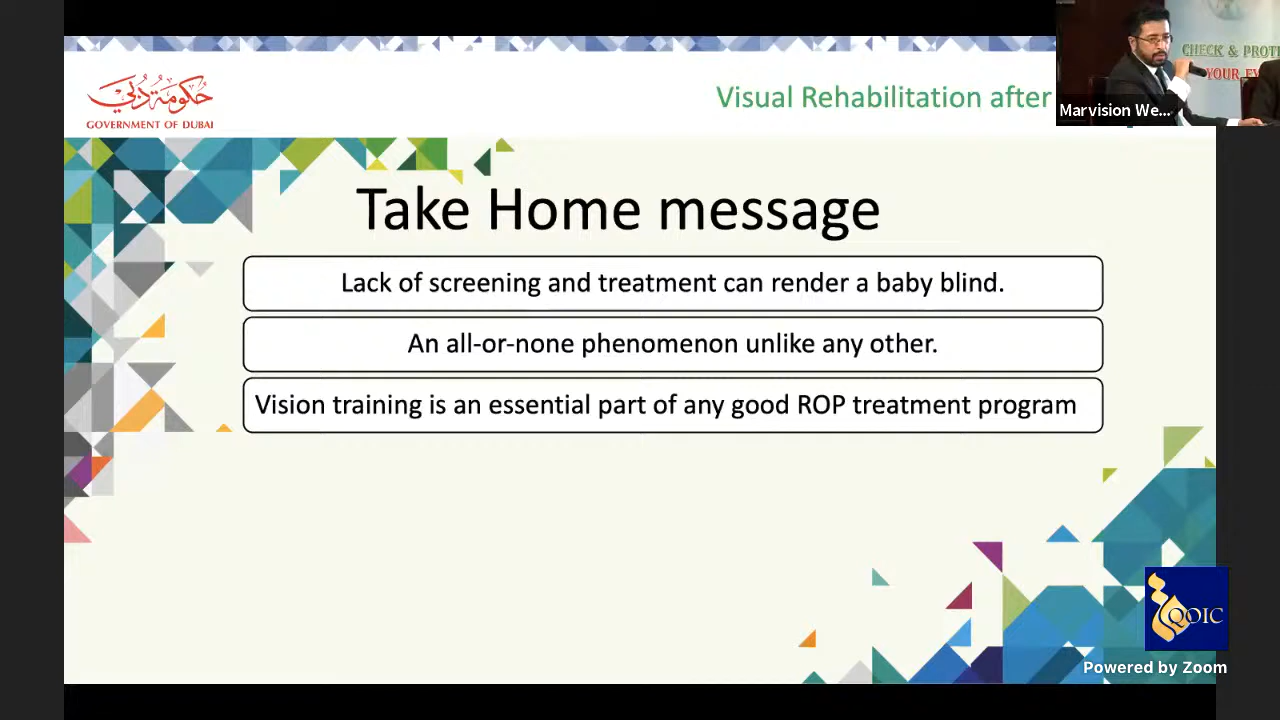 حكومة دبي
GOVERNMENT OF DUBAI
Visual Rehabilitation after
CHECK & PROT
YOUR EY
Marvision We...
Take Home message
Lack of screening and treatment can render a baby blind.
An all-or-none phenomenon unlike any other.
Vision training is an essential part of any good ROP treatment program
QOIC
Powered by Zoom